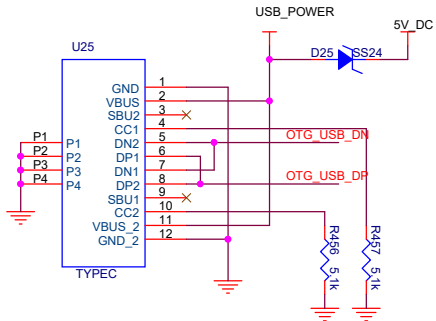 USB_POWER
5V_DC
U25
D25
SS24
GND
1
VBUS
2
SBU2
3
CC1
4
P1
P1
DN2
5
OTG_USB_DN
P2
P2
DP1
6
P3
P3
DN1
7
P4
P4
DP2
8
OTG_USB_DP
SBU1
9
CC2
10
VBUS_2
11
GND_2
12
R456
5.1k
R457
5.1k
TYPEC